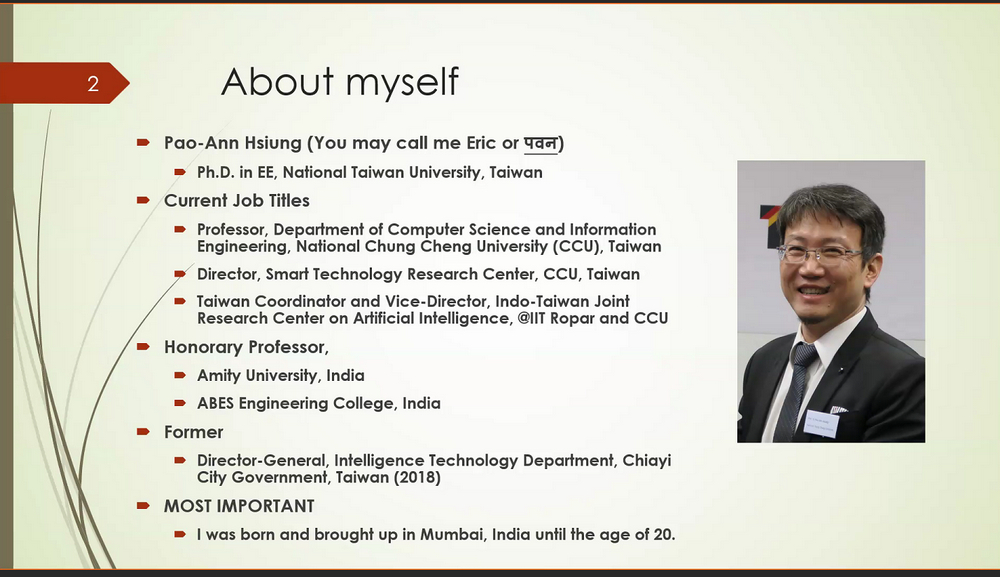 2
About myself
Pao-Ann Hsiung (You may call me Eric or पवन)
Ph.D. in EE, National Taiwan University, Taiwan
Current Job Titles
Professor, Department of Computer Science and Information
Engineering, National Chung Cheng University (CCU), Taiwan
Director, Smart Technology Research Center, CCU, Taiwan
Taiwan Coordinator and Vice-Director, Indo-Taiwan Joint
Research Center on Artificial Intelligence, @IIT Ropar and CCU
Honorary Professor,
Amity University, India
ABES Engineering College, India
Former
Director-General, Intelligence Technology Department, Chiayi
City Government, Taiwan (2018)
MOST IMPORTANT
I was born and brought up in Mumbai, India until the age of 20.